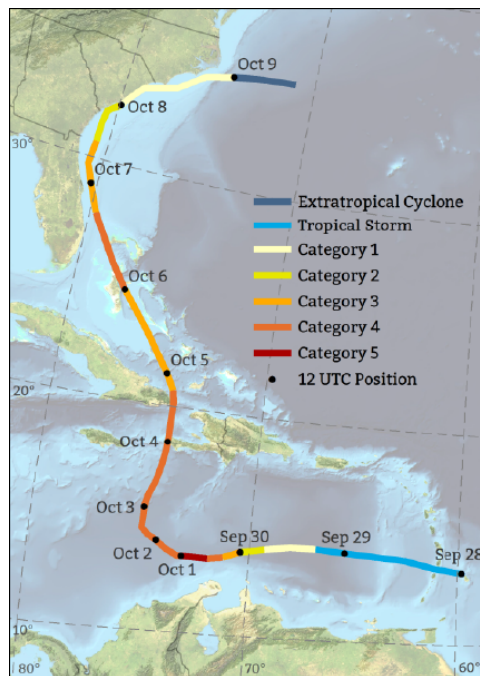 Oct 9
Oct 8
30°
Oct 7
Extratropical Cyclone
Tropical Storm
Category 1
Category 2
Category 3
Category 4
Category 5
12 UTC Position
Oct 6
Oct 5
20°
Oct 4
Oct 3
Oct 2
Oct 1
Sep 30
Sep 29
Sep 28
10°
80°
70°
60°